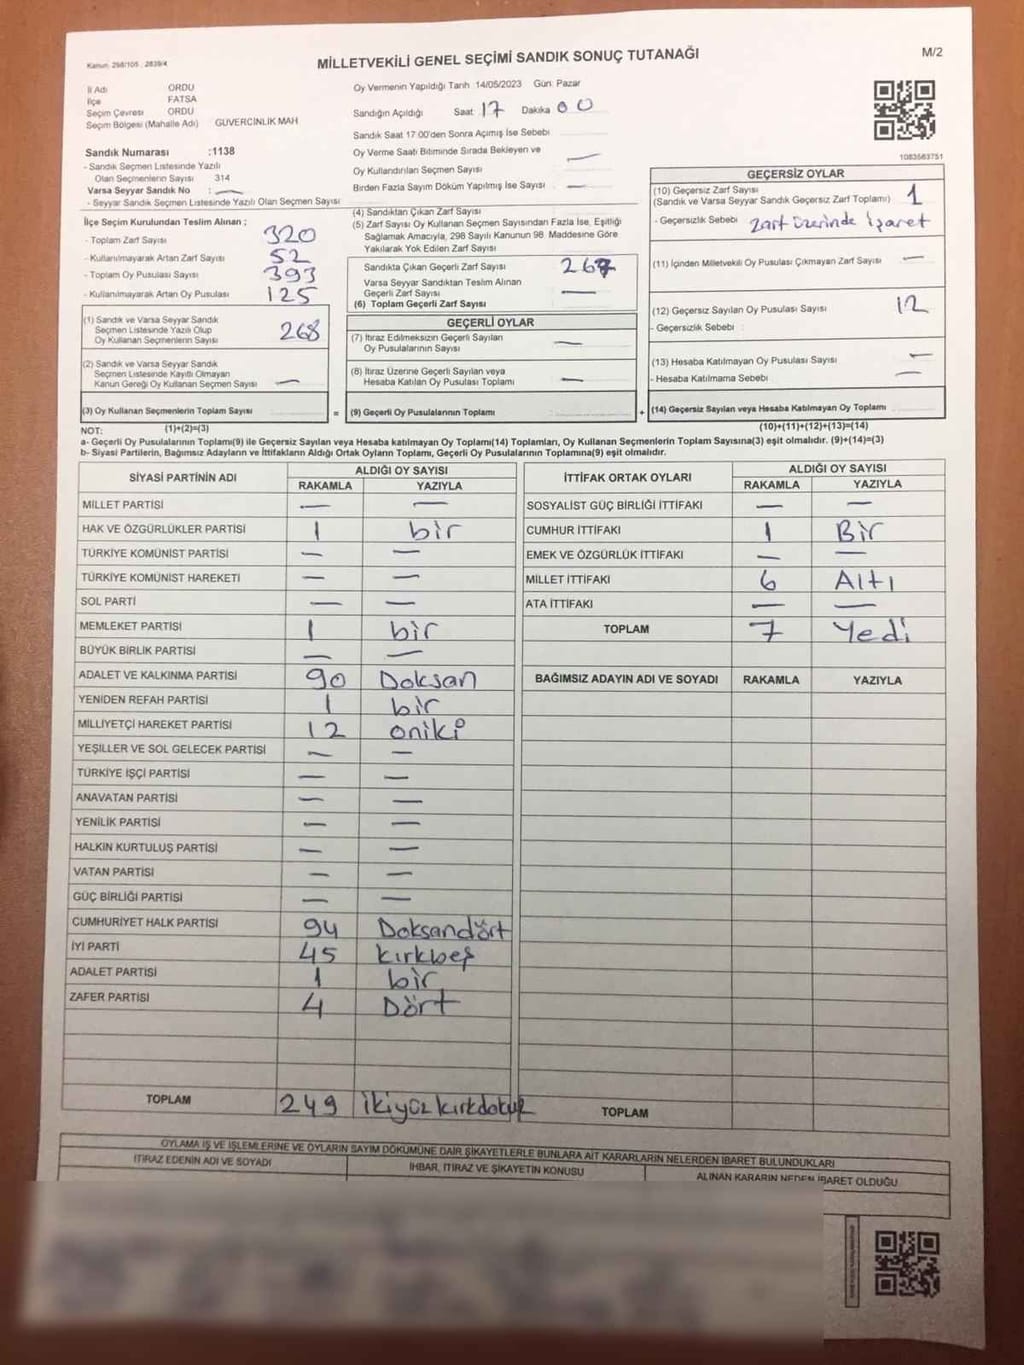 Kanun: 298/105 , 2839/4
MİLLETVEKİLİ GENEL SEÇİMİ SANDIK SONUÇ TUTANAĞI
M/2
İl Adı ORDU
İlçe FATSA
Seçim Çevresi ORDU
Seçim Bölgesi (Mahalle Adı) GÜVERCİNLİK MAH
Sandık Numarası :1138
- Sandık Seçmen Listesinde Yazılı
Olan Seçmenlerin Sayısı 314
Varsa Seyyar Sandık No : —
- Seyyar Sandık Seçmen Listesinde Yazılı Olan Seçmen Sayısı
Oy Vermenin Yapıldığı Tarih 14/05/2023 Gün: Pazar
Sandığın Açıldığı Saat 17 Dakika 00
Sandık Saat 17:00'den Sonra Açımış İse Sebebi
Oy Verme Saati Bitiminde Sırada Bekleyen ve
Oy Kullandırılan Seçmen Sayısı —
Birden Fazla Sayım Döküm Yapılmış İse Sayısı —
1083563751
İlçe Seçim Kurulundan Teslim Alınan ;
- Toplam Zarf Sayısı 320
- Kullanılmayarak Artan Zarf Sayısı 52
- Toplam Oy Pusulası Sayısı 393
- Kullanılmayarak Artan Oy Pusulası 125
(1) Sandık ve Varsa Seyyar Sandık
Seçmen Listesinde Yazılı Olup
Oy Kullanan Seçmenlerin Sayısı 268
(2) Sandık ve Varsa Seyyar Sandık
Seçmen Listesinde Kayıtlı Olmayan
Kanun Gereği Oy Kullanan Seçmen Sayısı —
(3) Oy Kullanan Seçmenlerin Toplam Sayısı =
(4) Sandıktan Çıkan Zarf Sayısı
(5) Zarf Sayısı Oy Kullanan Seçmen Sayısından Fazla İse, Eşitliği
Sağlamak Amacıyla, 298 Sayılı Kanunun 98. Maddesine Göre
Yakılarak Yok Edilen Zarf Sayısı
Sandıkta Çıkan Geçerli Zarf Sayısı 267
Varsa Seyyar Sandıktan Teslim Alınan
Geçerli Zarf Sayısı —
(6) Toplam Geçerli Zarf Sayısı
GEÇERLİ OYLAR
(7) İtiraz Edilmeksizin Geçerli Sayılan
Oy Pusulalarının Sayısı —
(8) İtiraz Üzerine Geçerli Sayılan veya
Hesaba Katılan Oy Pusulası Toplamı —
(9) Geçerli Oy Pusulalarının Toplamı +
GEÇERSİZ OYLAR
(10) Geçersiz Zarf Sayısı
(Sandık ve Varsa Seyyar Sandık Geçersiz Zarf Toplamı) 1
- Geçersizlik Sebebi zarf üzerinde işaret
(11) İçinden Milletvekili Oy Pusulası Çıkmayan Zarf Sayısı —
(12) Geçersiz Sayılan Oy Pusulası Sayısı 12
- Geçersizlik Sebebi :
(13) Hesaba Katılmayan Oy Pusulası Sayısı —
- Hesaba Katılmama Sebebi —
(14) Geçersiz Sayılan veya Hesaba Katılmayan Oy Toplamı
NOT: (1)+(2)=(3) (10)+(11)+(12)+(13)=(14)
a- Geçerli Oy Pusulalarının Toplamı(9) ile Geçersiz Sayılan veya Hesaba katılmayan Oy Toplamı(14) Toplamları, Oy Kullanan Seçmenlerin Toplam Sayısına(3) eşit olmalıdır. (9)+(14)=(3)
b- Siyasi Partilerin, Bağımsız Adayların ve İttifakların Aldığı Ortak Oyların Toplamı, Geçerli Oy Pusulalarının Toplamına(9) eşit olmalıdır.
SİYASİ PARTİNİN ADI ALDIĞI OY SAYISI
RAKAMLA YAZIYLA
MİLLET PARTİSİ — —
HAK VE ÖZGÜRLÜKLER PARTİSİ 1 bir
TÜRKİYE KOMÜNİST PARTİSİ — —
TÜRKİYE KOMÜNİST HAREKETİ — —
SOL PARTİ — —
MEMLEKET PARTİSİ 1 bir
BÜYÜK BİRLİK PARTİSİ — —
ADALET VE KALKINMA PARTİSİ 90 Doksan
YENİDEN REFAH PARTİSİ 1 bir
MİLLİYETÇİ HAREKET PARTİSİ 12 oniki
YEŞİLLER VE SOL GELECEK PARTİSİ — —
TÜRKİYE İŞÇİ PARTİSİ — —
ANAVATAN PARTİSİ — —
YENİLİK PARTİSİ — —
HALKIN KURTULUŞ PARTİSİ — —
VATAN PARTİSİ — —
GÜÇ BİRLİĞİ PARTİSİ — —
CUMHURİYET HALK PARTİSİ 94 Doksandört
İYİ PARTİ 45 kırkbeş
ADALET PARTİSİ 1 bir
ZAFER PARTİSİ 4 Dört
TOPLAM 249 ikiyüzkırkdokuz
İTTİFAK ORTAK OYLARI ALDIĞI OY SAYISI
RAKAMLA YAZIYLA
SOSYALİST GÜÇ BİRLİĞİ İTTİFAKI — —
CUMHUR İTTİFAKI 1 Bir
EMEK VE ÖZGÜRLÜK İTTİFAKI — —
MİLLET İTTİFAKI 6 Altı
ATA İTTİFAKI — —
TOPLAM 7 Yedi
BAĞIMSIZ ADAYIN ADI VE SOYADI RAKAMLA YAZIYLA
TOPLAM
OYLAMA İŞ VE İŞLEMLERİNE VE OYLARIN SAYIM DÖKÜMÜNE DAİR ŞİKAYETLERLE BUNLARA AİT KARARLARIN NELERDEN İBARET BULUNDUKLARI
İTİRAZ EDENİN ADI VE SOYADI İHBAR, İTİRAZ VE ŞİKAYETİN KONUSU ALINAN KARARIN NEDEN İBARET OLDUĞU